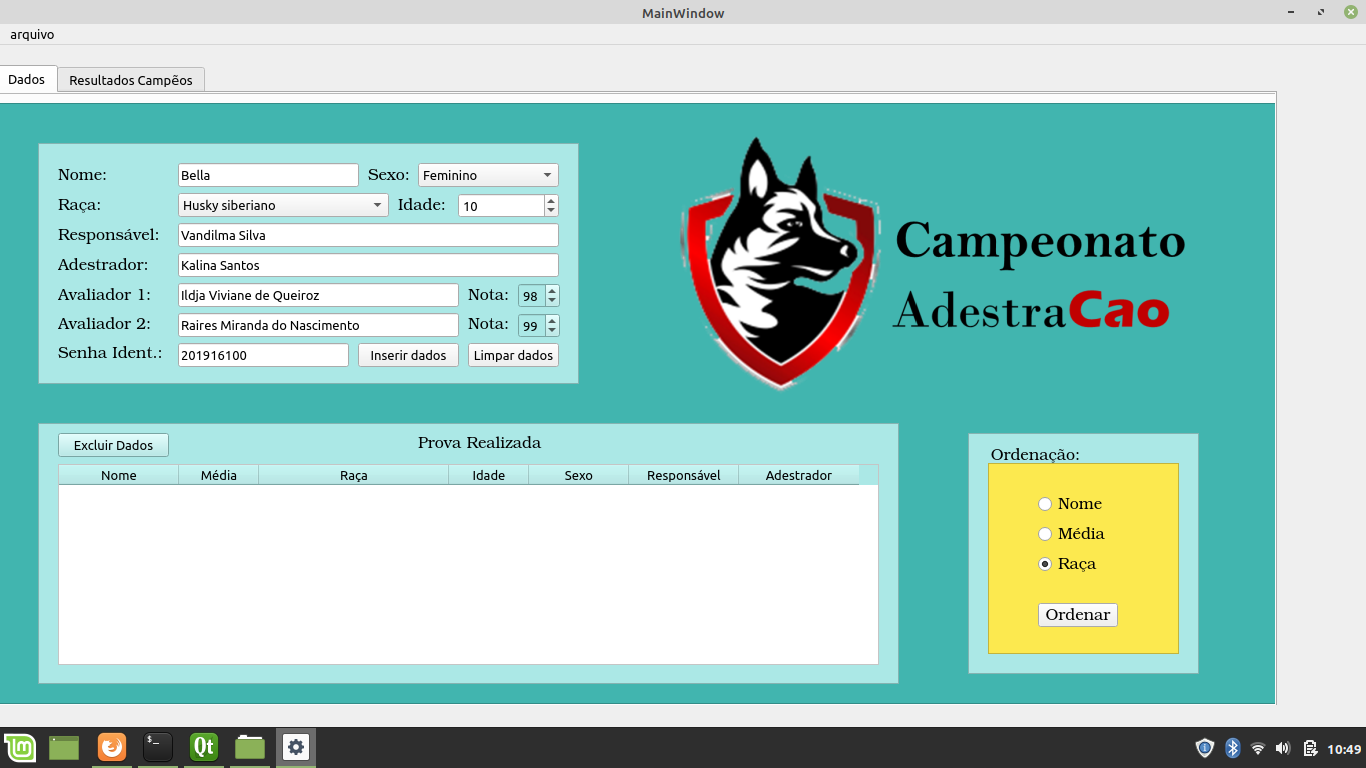 MainWindow
arquivo
Dados Resultados Campêos
Nome: Bella Sexo: Feminino
Raça: Husky siberiano Idade: 10
Responsável: Vandilma Silva
Adestrador: Kalina Santos
Avaliador 1: Ildja Viviane de Queiroz Nota: 98
Avaliador 2: Raires Miranda do Nascimento Nota: 99
Senha Ident.: 201916100 Inserir dados Limpar dados
Campeonato
AdestraCao
Excluir Dados Prova Realizada
Nome Média Raça Idade Sexo Responsável Adestrador
Ordenação:
Nome
Média
Raça
Ordenar
10:49